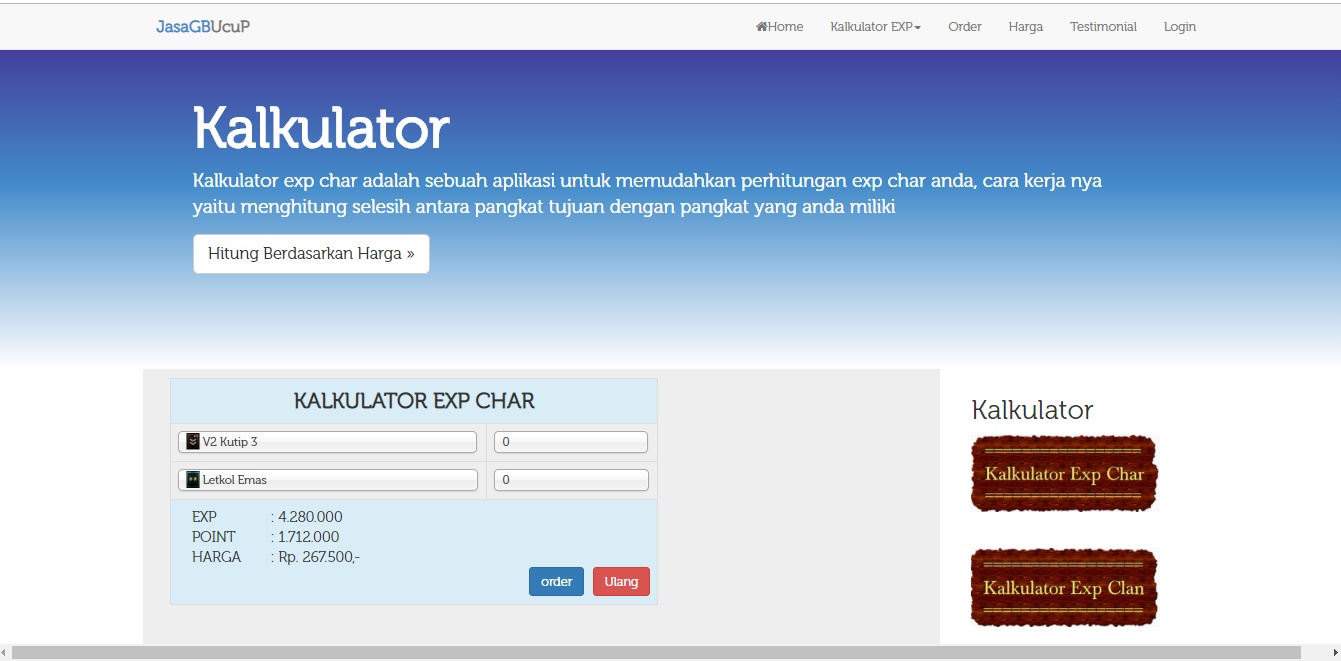 JasaGBUcuP
Home Kalkulator EXP Order Harga Testimonial Login
Kalkulator
Kalkulator exp char adalah sebuah aplikasi untuk memudahkan perhitungan exp char anda, cara kerja nya
yaitu menghitung selesih antara pangkat tujuan dengan pangkat yang anda miliki
Hitung Berdasarkan Harga »
KALKULATOR EXP CHAR
V2 Kutip 3 0
Letkol Emas 0
EXP : 4.280.000
POINT : 1.712.000
HARGA : Rp. 267.500,-
order Ulang
Kalkulator
Kalkulator Exp Char
Kalkulator Exp Clan